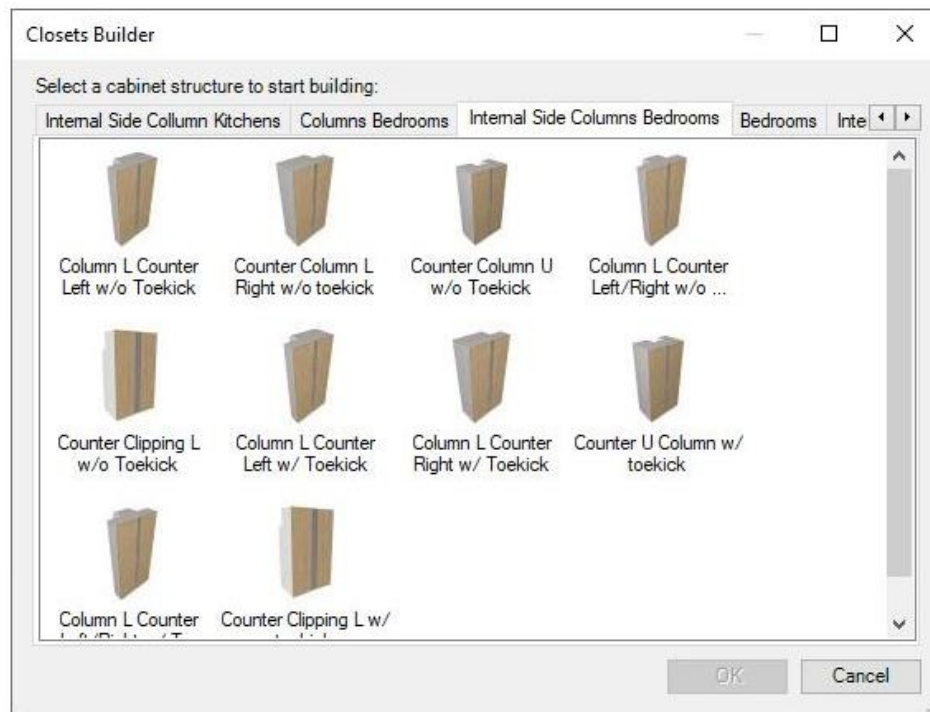 Closets Builder
Select a cabinet structure to start building:
Internal Side Collumn Kitchens Columns Bedrooms Internal Side Columns Bedrooms Bedrooms Inte
Column L Counter
Left w/o Toekick
Counter Column L
Right w/o toekick
Counter Column U
w/o Toekick
Column L Counter
Left/Right w/o ...
Counter Clipping L
w/o Toekick
Column L Counter
Left w/ Toekick
Column L Counter
Right w/ Toekick
Counter U Column w/
toekick
Column L Counter
Counter Clipping L w/
OK Cancel